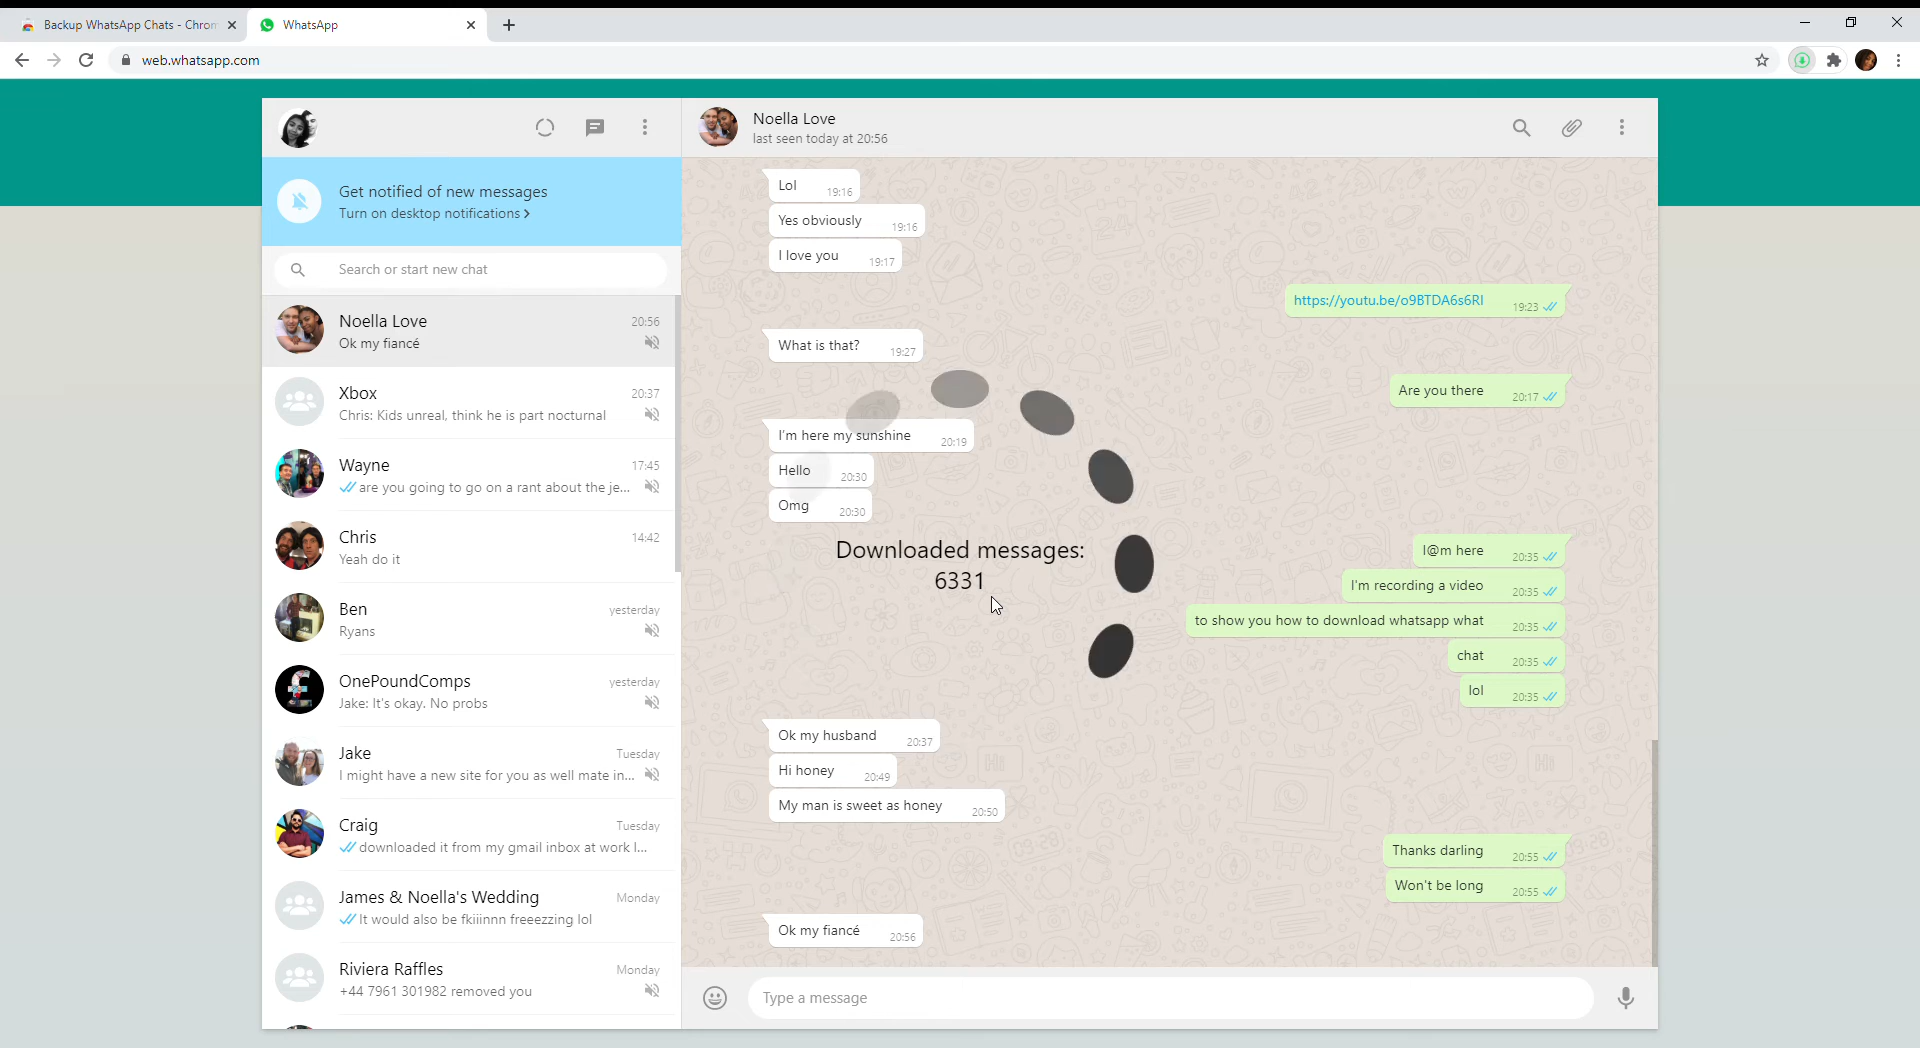 Backup WhatsApp Chats - Chrom
WhatsApp
web.whatsapp.com
Get notified of new messages
Turn on desktop notifications >
Search or start new chat
Noella Love
20:56
Ok my fiancé
Xbox
20:37
Chris: Kids unreal, think he is part nocturnal
Wayne
17:45
are you going to go on a rant about the je...
Chris
14:42
Yeah do it
Ben
yesterday
Ryans
OnePoundComps
yesterday
Jake: It's okay. No probs
Jake
Tuesday
I might have a new site for you as well mate in...
Craig
Tuesday
downloaded it from my gmail inbox at work l...
James & Noella's Wedding
Monday
It would also be fkiiinnn freeezzing lol
Riviera Raffles
Monday
+44 7961 301982 removed you
Noella Love
last seen today at 20:56
Lol 19:16
Yes obviously 19:16
I love you 19:17
https://youtu.be/o9BTDA6s6RI 19:23
What is that? 19:27
Are you there 20:17
I'm here my sunshine 20:19
Hello 20:30
Omg 20:30
Downloaded messages:
6331
I@m here 20:35
I'm recording a video 20:35
to show you how to download whatsapp what 20:35
chat 20:35
lol 20:35
Ok my husband 20:37
Hi honey 20:49
My man is sweet as honey 20:50
Thanks darling 20:55
Won't be long 20:55
Ok my fiancé 20:56
Type a message